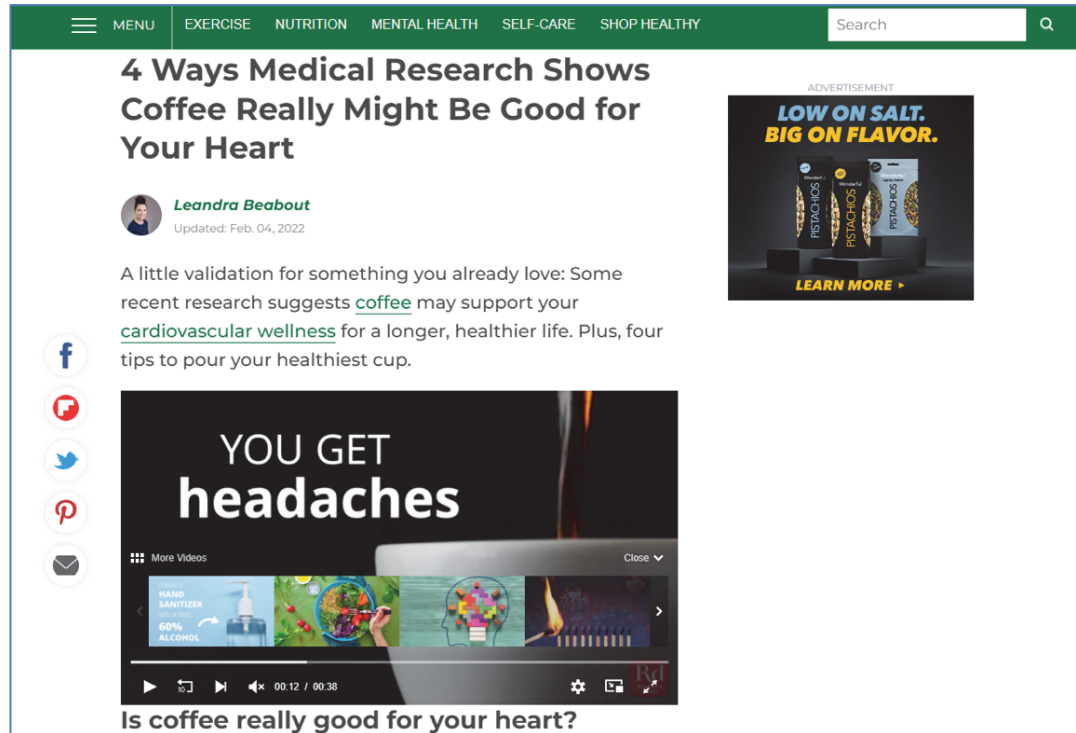 MENU EXERCISE NUTRITION MENTAL HEALTH SELF-CARE SHOP HEALTHY Search
4 Ways Medical Research Shows
Coffee Really Might Be Good for
Your Heart
Leandra Beabout
Updated: Feb. 04, 2022
A little validation for something you already love: Some
recent research suggests coffee may support your
cardiovascular wellness for a longer, healthier life. Plus, four
tips to pour your healthiest cup.
YOU GET
headaches
More Videos Close
HAND
SANITIZER
60%
ALCOHOL
10
00:12 / 00:38
Rd
Is coffee really good for your heart?
ADVERTISEMENT
LOW ON SALT.
BIG ON FLAVOR.
Wonderful
PISTACHIOS
Wonderful
PISTACHIOS
Wonderful
PISTACHIOS
LEARN MORE